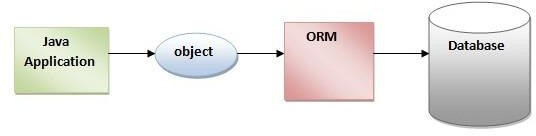 Java
Application
object
ORM
Database